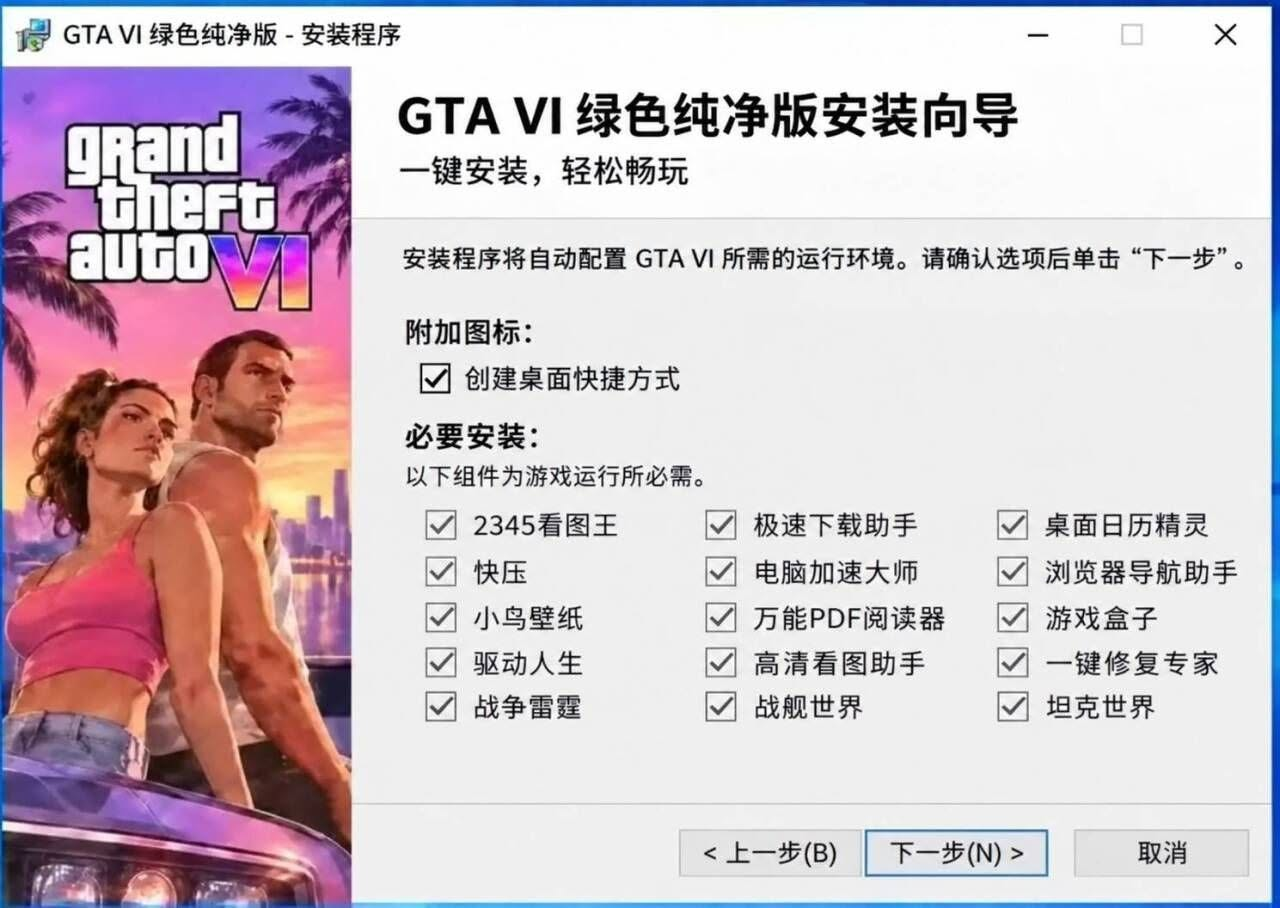 GTA VI 绿色纯净版 - 安装程序
grand
theft
auto VI
GTA VI 绿色纯净版安装向导
一键安装，轻松畅玩
安装程序将自动配置 GTA VI 所需的运行环境。请确认选项后单击 “下一步” 。
附加图标：
创建桌面快捷方式
必要安装：
以下组件为游戏运行所必需。
2345看图王 极速下载助手 桌面日历精灵
快压 电脑加速大师 浏览器导航助手
小鸟壁纸 万能PDF阅读器 游戏盒子
驱动人生 高清看图助手 一键修复专家
战争雷霆 战舰世界 坦克世界
< 上一步(B) 下一步(N) > 取消